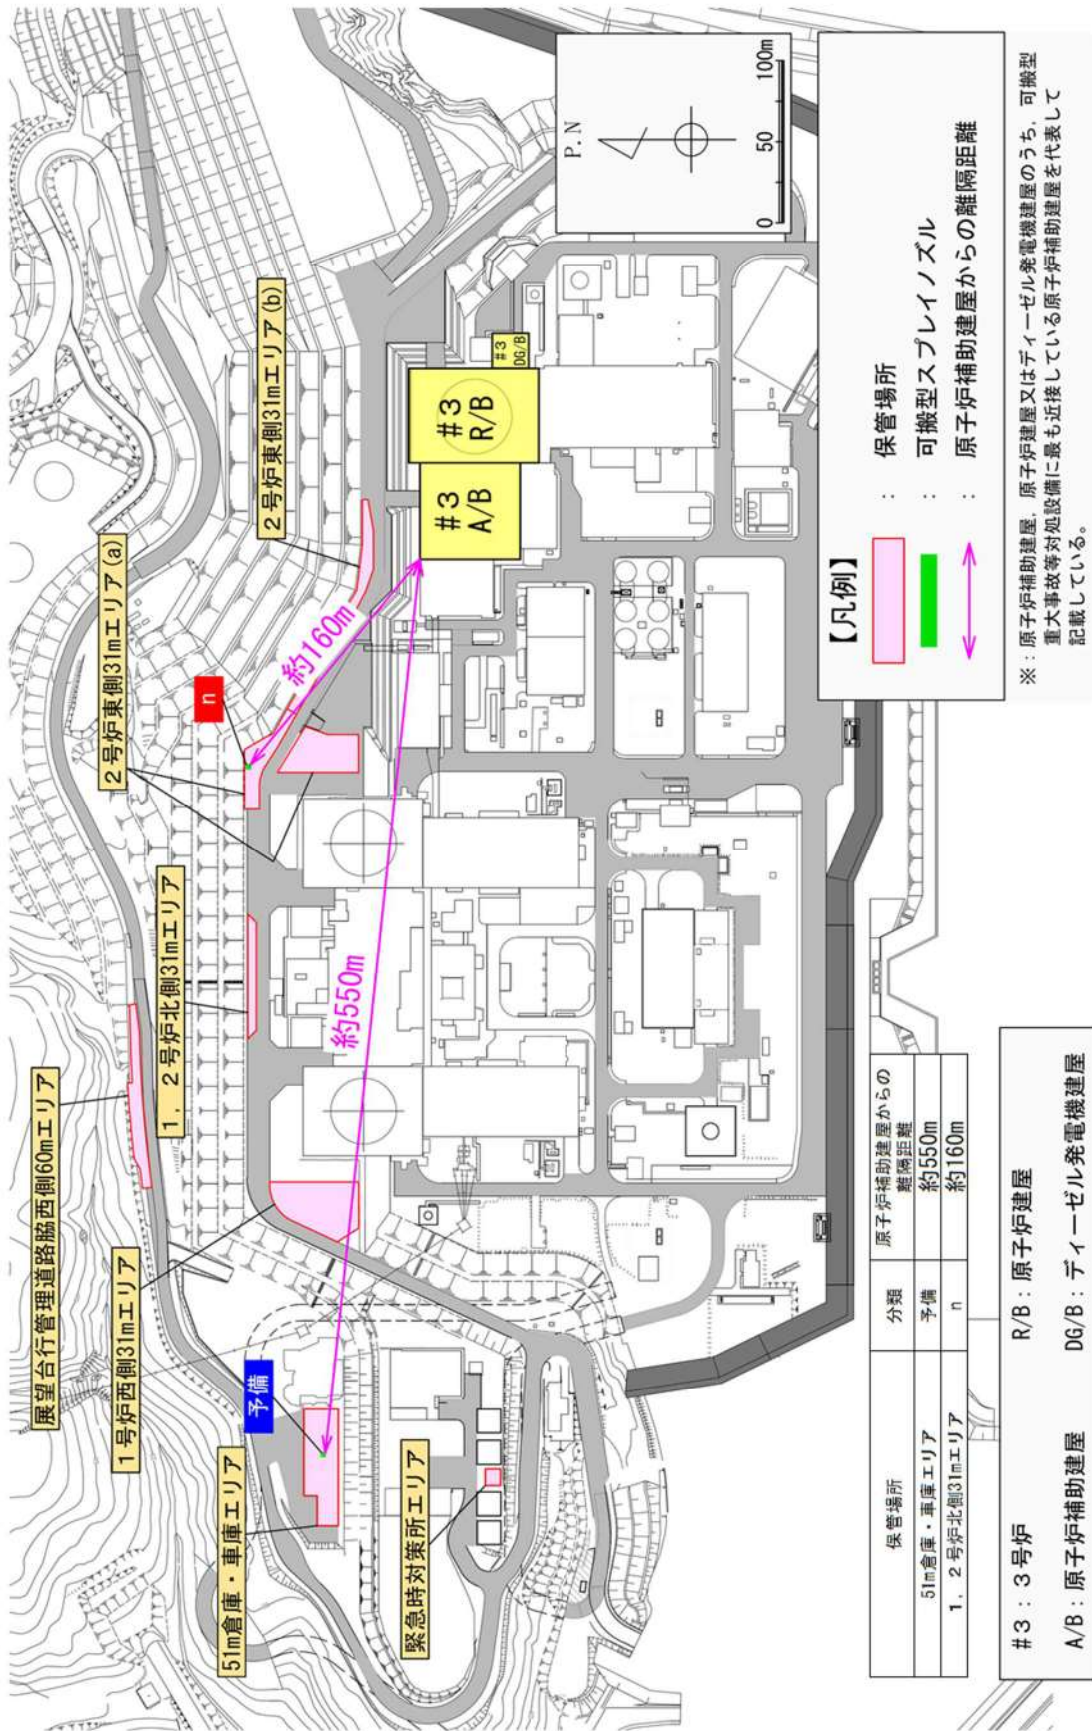 展望台行管理道路脇西側60mエリア
1号炉西側31mエリア
51m倉庫・車庫エリア
予備
緊急時対策所エリア
1，2号炉北側31mエリア
2号炉東側31mエリア(a)
n
2号炉東側31mエリア(b)
約160m
約550m
#3
A/B
#3
R/B
#3
DG/B
P.N
0 50 100m
【凡例】
： 保管場所
： 可搬型スプレイノズル
： 原子炉補助建屋からの離隔距離
※：原子炉補助建屋，原子炉建屋又はディーゼル発電機建屋のうち，可搬型
重大事故等対処設備に最も近接している原子炉補助建屋を代表して
記載している。
保管場所 分類 原子炉補助建屋からの
離隔距離
51m倉庫・車庫エリア 予備 約550m
1，2号炉北側31mエリア n 約160m
#3：3号炉 R/B：原子炉建屋
A/B：原子炉補助建屋 DG/B：ディーゼル発電機建屋